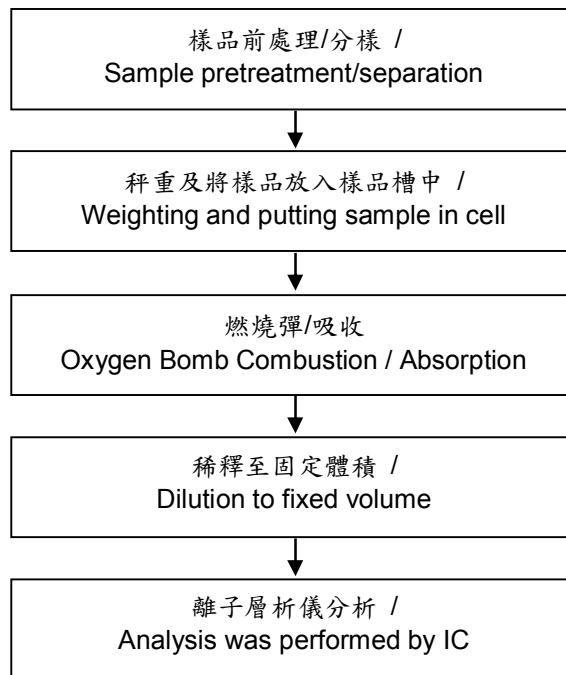 樣品前處理/分樣 /
Sample pretreatment/separation
秤重及將樣品放入樣品槽中 /
Weighting and putting sample in cell
燃燒彈/吸收
Oxygen Bomb Combustion / Absorption
稀釋至固定體積 /
Dilution to fixed volume
離子層析儀分析 /
Analysis was performed by IC